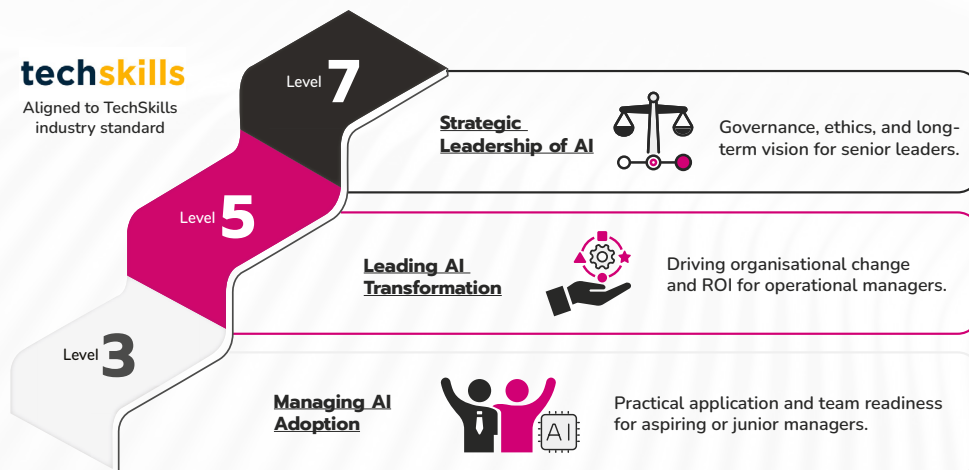 techskills
Aligned to TechSkills
industry standard
Level 7
Strategic
Leadership of AI
Governance, ethics, and long-
term vision for senior leaders.
Level 5
Leading AI
Transformation
Driving organisational change
and ROI for operational managers.
Level 3
Managing AI
Adoption
AI
Practical application and team readiness
for aspiring or junior managers.